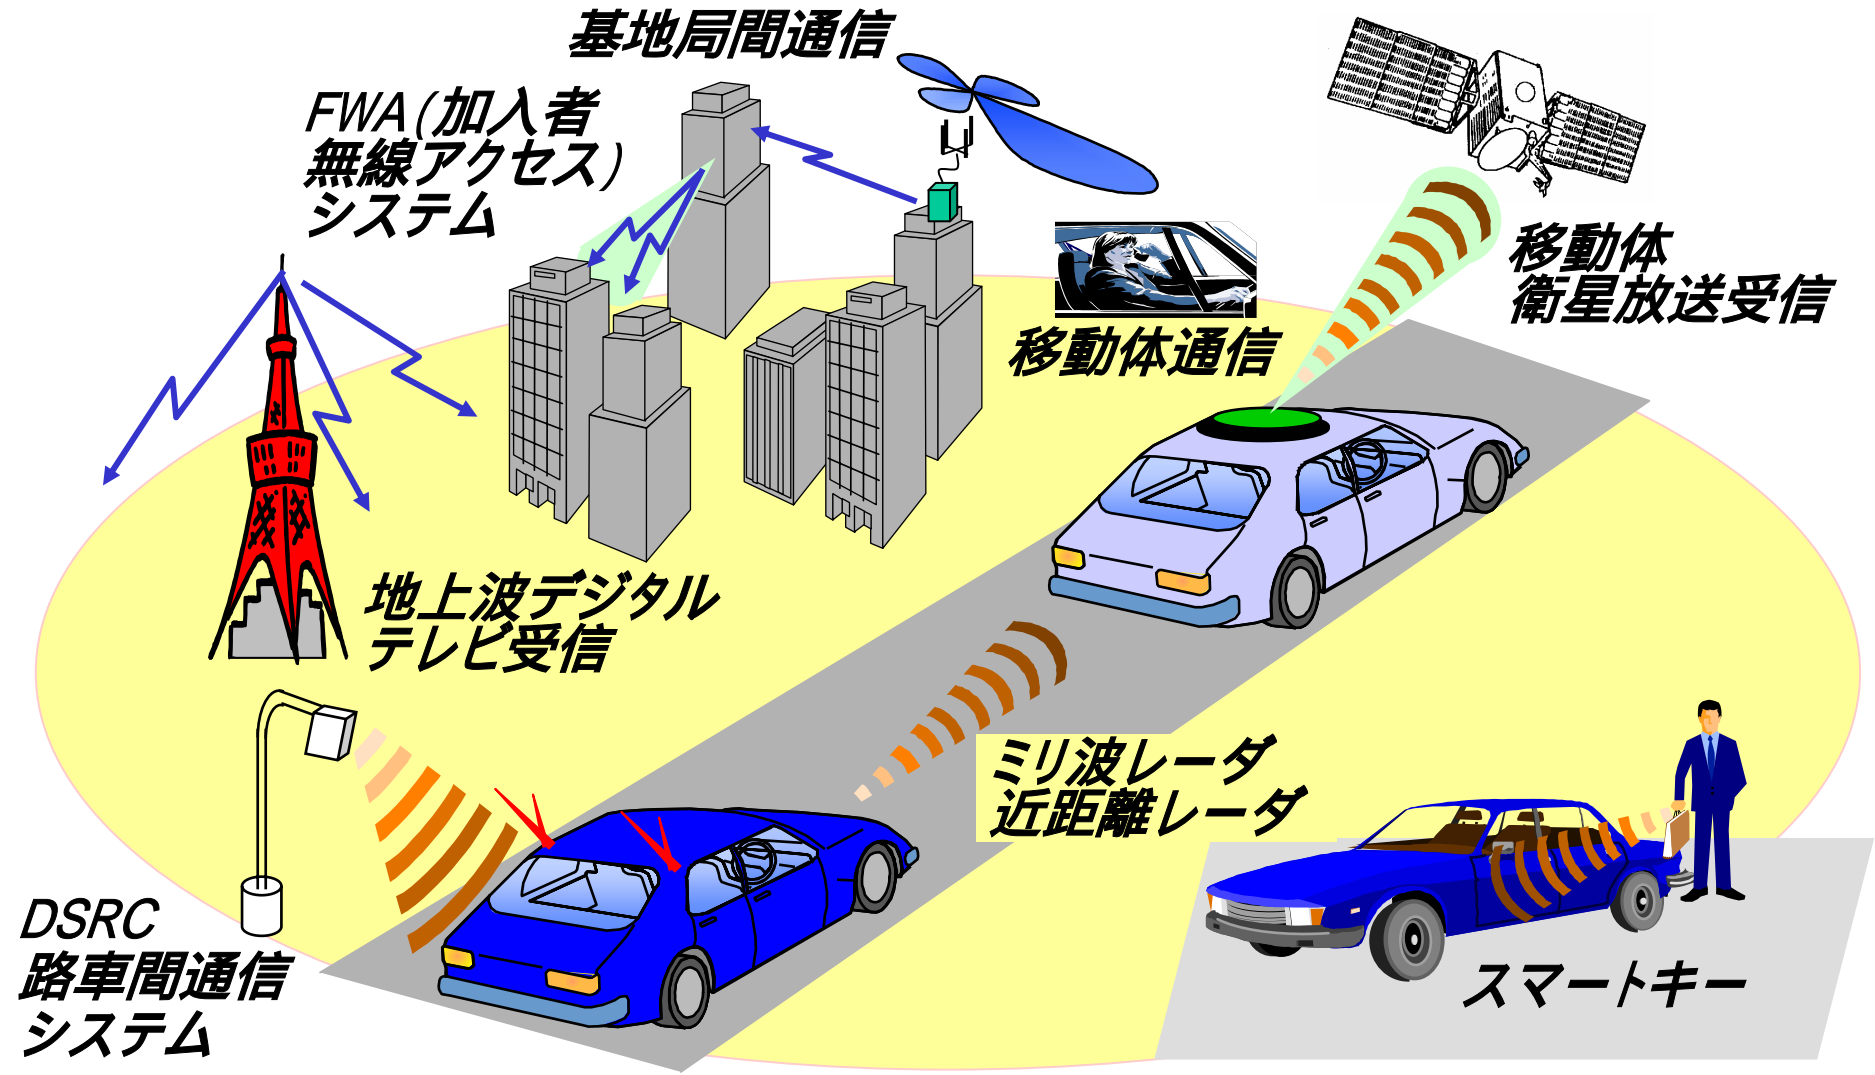 基地局間通信
FWA(加入者
無線アクセス)
システム
移動体
衛星放送受信
移動体通信
地上波デジタル
テレビ受信
ミリ波レーダ
近距離レーダ
DSRC
路車間通信
システム
スマートキー